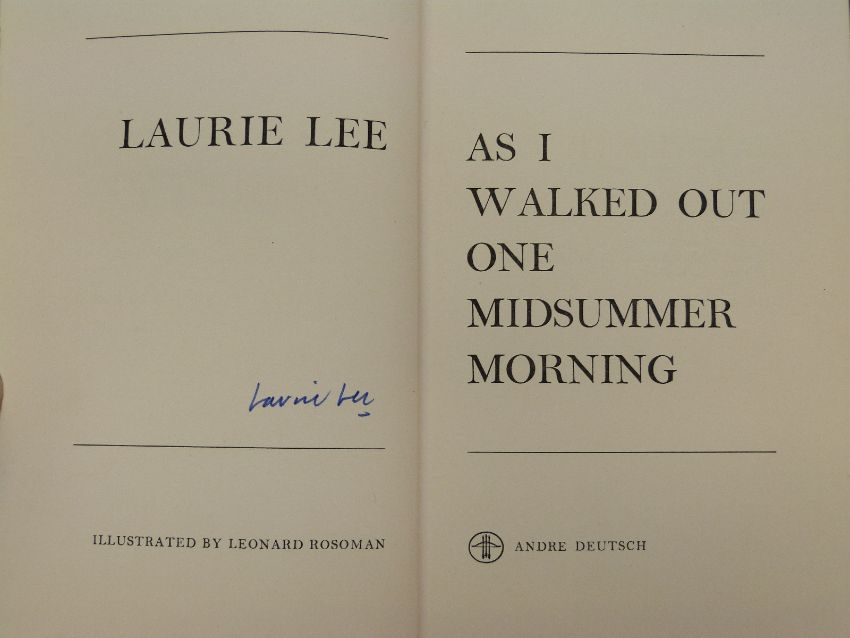 LAURIE LEE
Laurie Lee
ILLUSTRATED BY LEONARD ROSOMAN
AS I
WALKED OUT
ONE
MIDSUMMER
MORNING
ANDRE DEUTSCH